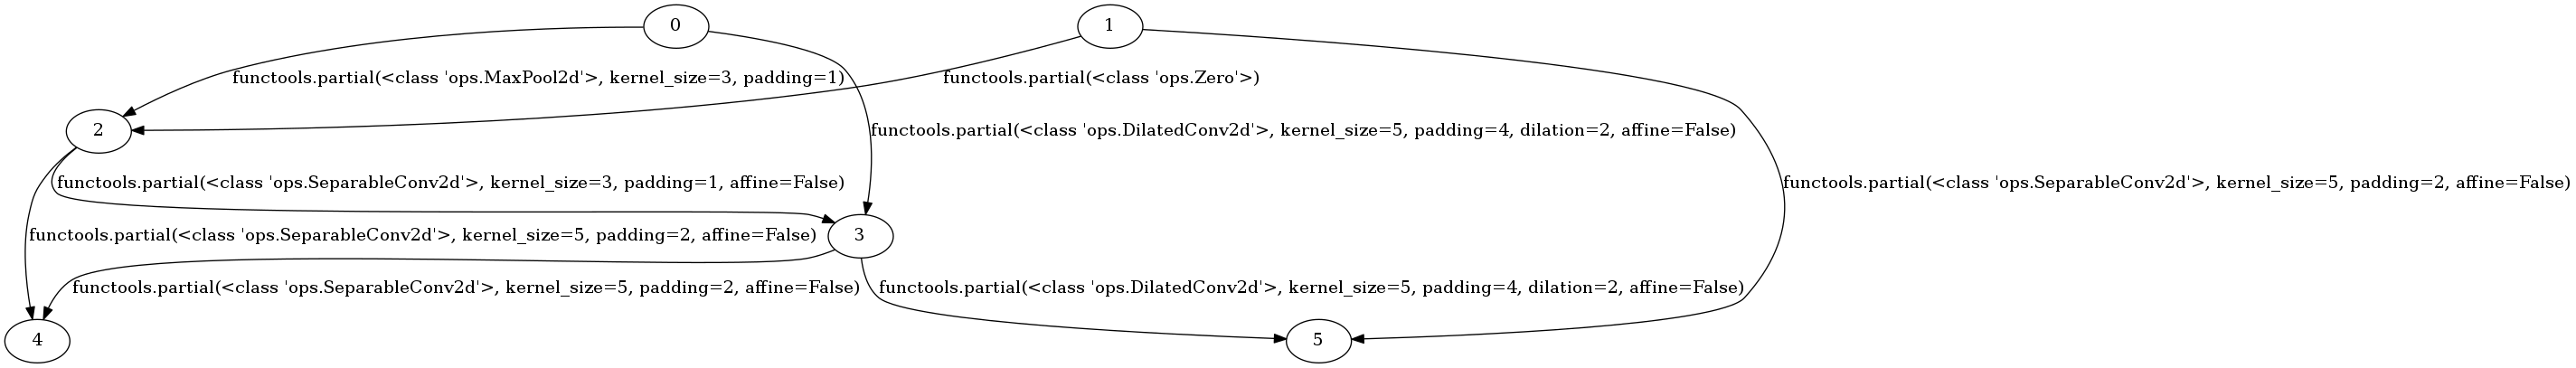 0
1
functools.partial(<class 'ops.MaxPool2d'>, kernel_size=3, padding=1)
functools.partial(<class 'ops.Zero'>)
2
functools.partial(<class 'ops.DilatedConv2d'>, kernel_size=5, padding=4, dilation=2, affine=False)
functools.partial(<class 'ops.SeparableConv2d'>, kernel_size=3, padding=1, affine=False)
functools.partial(<class 'ops.SeparableConv2d'>, kernel_size=5, padding=2, affine=False)
functools.partial(<class 'ops.SeparableConv2d'>, kernel_size=5, padding=2, affine=False)
3
functools.partial(<class 'ops.SeparableConv2d'>, kernel_size=5, padding=2, affine=False)
functools.partial(<class 'ops.DilatedConv2d'>, kernel_size=5, padding=4, dilation=2, affine=False)
4
5